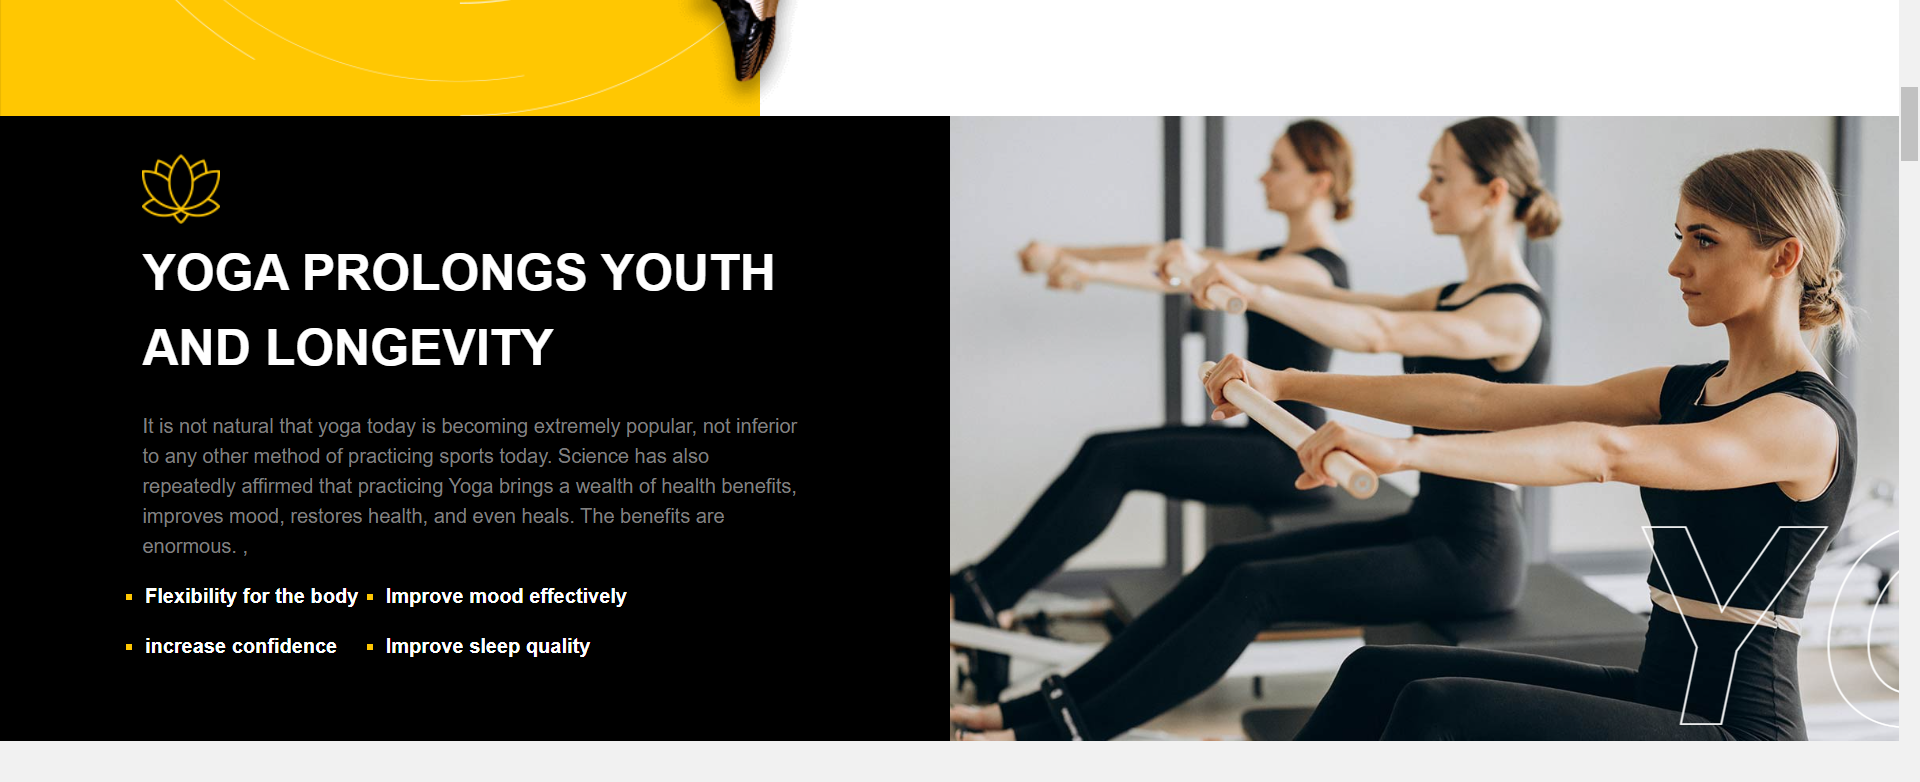 YOGA PROLONGS YOUTH
AND LONGEVITY
It is not natural that yoga today is becoming extremely popular, not inferior
to any other method of practicing sports today. Science has also
repeatedly affirmed that practicing Yoga brings a wealth of health benefits,
improves mood, restores health, and even heals. The benefits are
enormous. ,
Flexibility for the body
Improve mood effectively
increase confidence
Improve sleep quality
Y